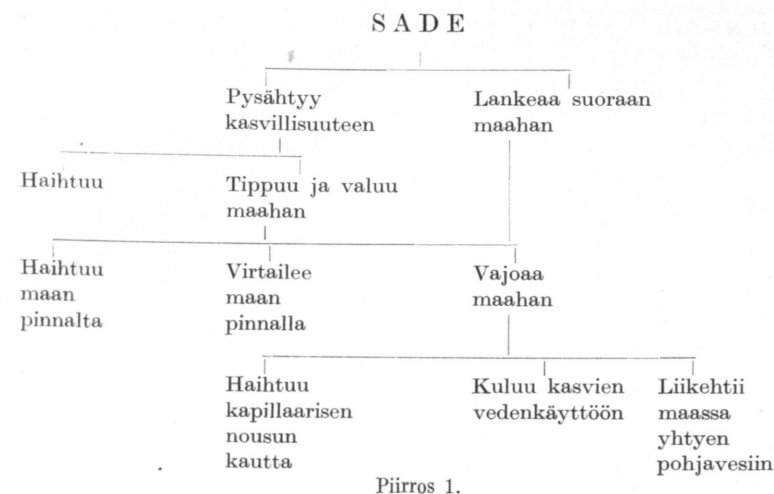 SADE
Pysähtyy
kasvillisuuteen
Lankeaa suoraan
maahan
Haihtuu
Tippuu ja valuu
maahan
Haihtuu
maan
pinnalta
Virtailee
maan
pinnalla
Vajoaa
maahan
Haihtuu
kapillaarisen
nousun
kautta
Kuluu kasvien
vedenkäyttöön
Liikehtii
maassa
yhtyen
pohjavesiin
Piirros 1.